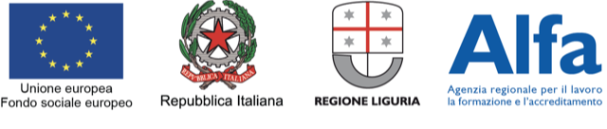 Unione europea
Fondo sociale europeo
REPVBBLICA ITALIANA
Repubblica Italiana
REGIONE LIGURIA
Alfa
Agenzia regionale per il lavoro
la formazione e l'accreditamento